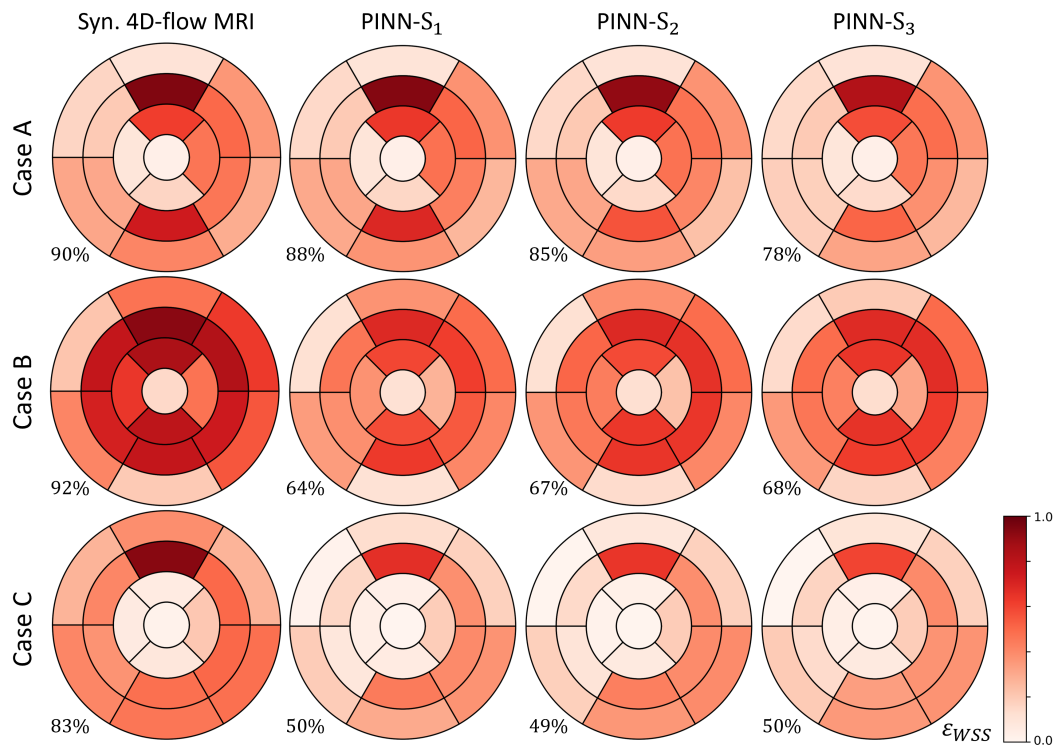 Syn. 4D-flow MRI PINN-S₁ PINN-S₂ PINN-S₃
Case A
90% 88% 85% 78%
Case B
92% 64% 67% 68%
Case C
1.0
83% 50% 49% 50%
ε_WSS 0.0